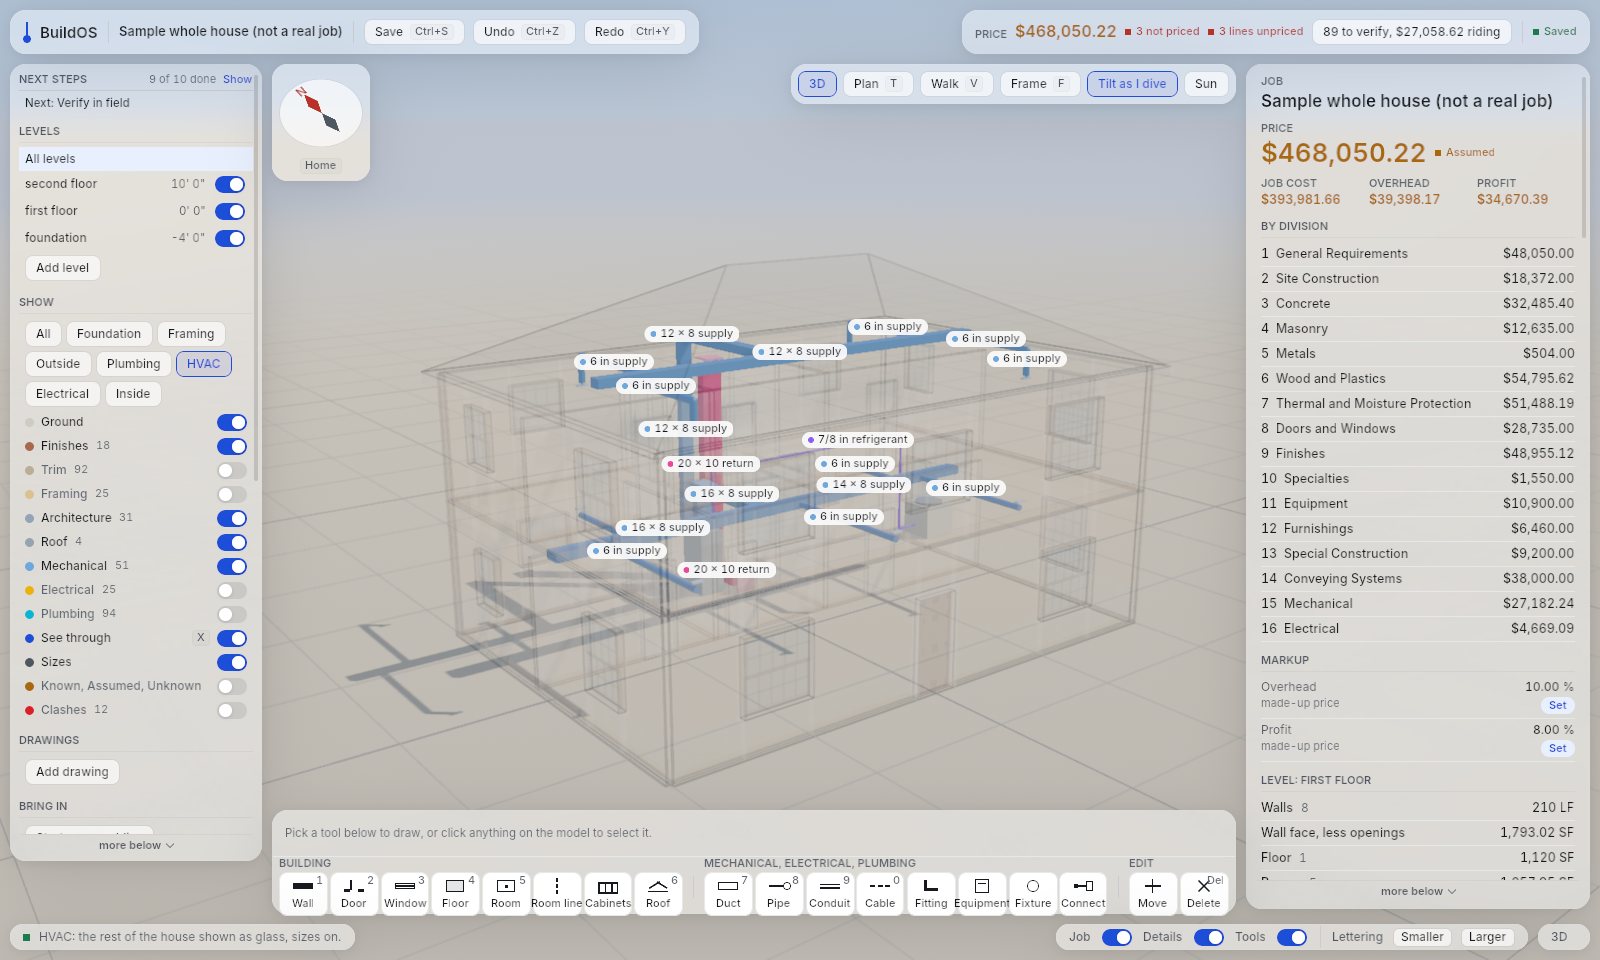 BuildOS
Sample whole house (not a real job)
Save Ctrl+S
Undo Ctrl+Z
Redo Ctrl+Y
PRICE $468,050.22
3 not priced
3 lines unpriced
89 to verify, $27,058.62 riding
Saved
NEXT STEPS 9 of 10 done Show
Next: Verify in field
LEVELS
All levels
second floor 10' 0"
first floor 0' 0"
foundation -4' 0"
Add level
SHOW
All Foundation Framing
Outside Plumbing HVAC
Electrical Inside
Ground
Finishes 18
Trim 92
Framing 25
Architecture 31
Roof 4
Mechanical 51
Electrical 25
Plumbing 94
See through X
Sizes
Known, Assumed, Unknown
Clashes 12
DRAWINGS
Add drawing
BRING IN
more below
N
Home
3D
Plan T
Walk V
Frame F
Tilt as I dive
Sun
12 × 8 supply
6 in supply
6 in supply
12 × 8 supply
6 in supply
6 in supply
6 in supply
12 × 8 supply
7/8 in refrigerant
20 × 10 return
6 in supply
14 × 8 supply
6 in supply
16 × 8 supply
6 in supply
16 × 8 supply
6 in supply
20 × 10 return
JOB
Sample whole house (not a real job)
PRICE
$468,050.22 Assumed
JOB COST OVERHEAD PROFIT
$393,981.66 $39,398.17 $34,670.39
BY DIVISION
1 General Requirements $48,050.00
2 Site Construction $18,372.00
3 Concrete $32,485.40
4 Masonry $12,635.00
5 Metals $504.00
6 Wood and Plastics $54,795.62
7 Thermal and Moisture Protection $51,488.19
8 Doors and Windows $28,735.00
9 Finishes $48,955.12
10 Specialties $1,550.00
11 Equipment $10,900.00
12 Furnishings $6,460.00
13 Special Construction $9,200.00
14 Conveying Systems $38,000.00
15 Mechanical $27,182.24
16 Electrical $4,669.09
MARKUP
Overhead 10.00 %
made-up price Set
Profit 8.00 %
made-up price Set
LEVEL: FIRST FLOOR
Walls 8 210 LF
Wall face, less openings 1,793.02 SF
Floor 1 1,120 SF
more below
Pick a tool below to draw, or click anything on the model to select it.
BUILDING
Wall 1
Door 2
Window 3
Floor 4
Room 5
Room line
Cabinets
Roof 6
MECHANICAL, ELECTRICAL, PLUMBING
Duct 7
Pipe 8
Conduit 9
Cable 0
Fitting
Equipment
Fixture
Connect
EDIT
Move
Delete Del
HVAC: the rest of the house shown as glass, sizes on.
Job
Details
Tools
Lettering Smaller Larger
3D